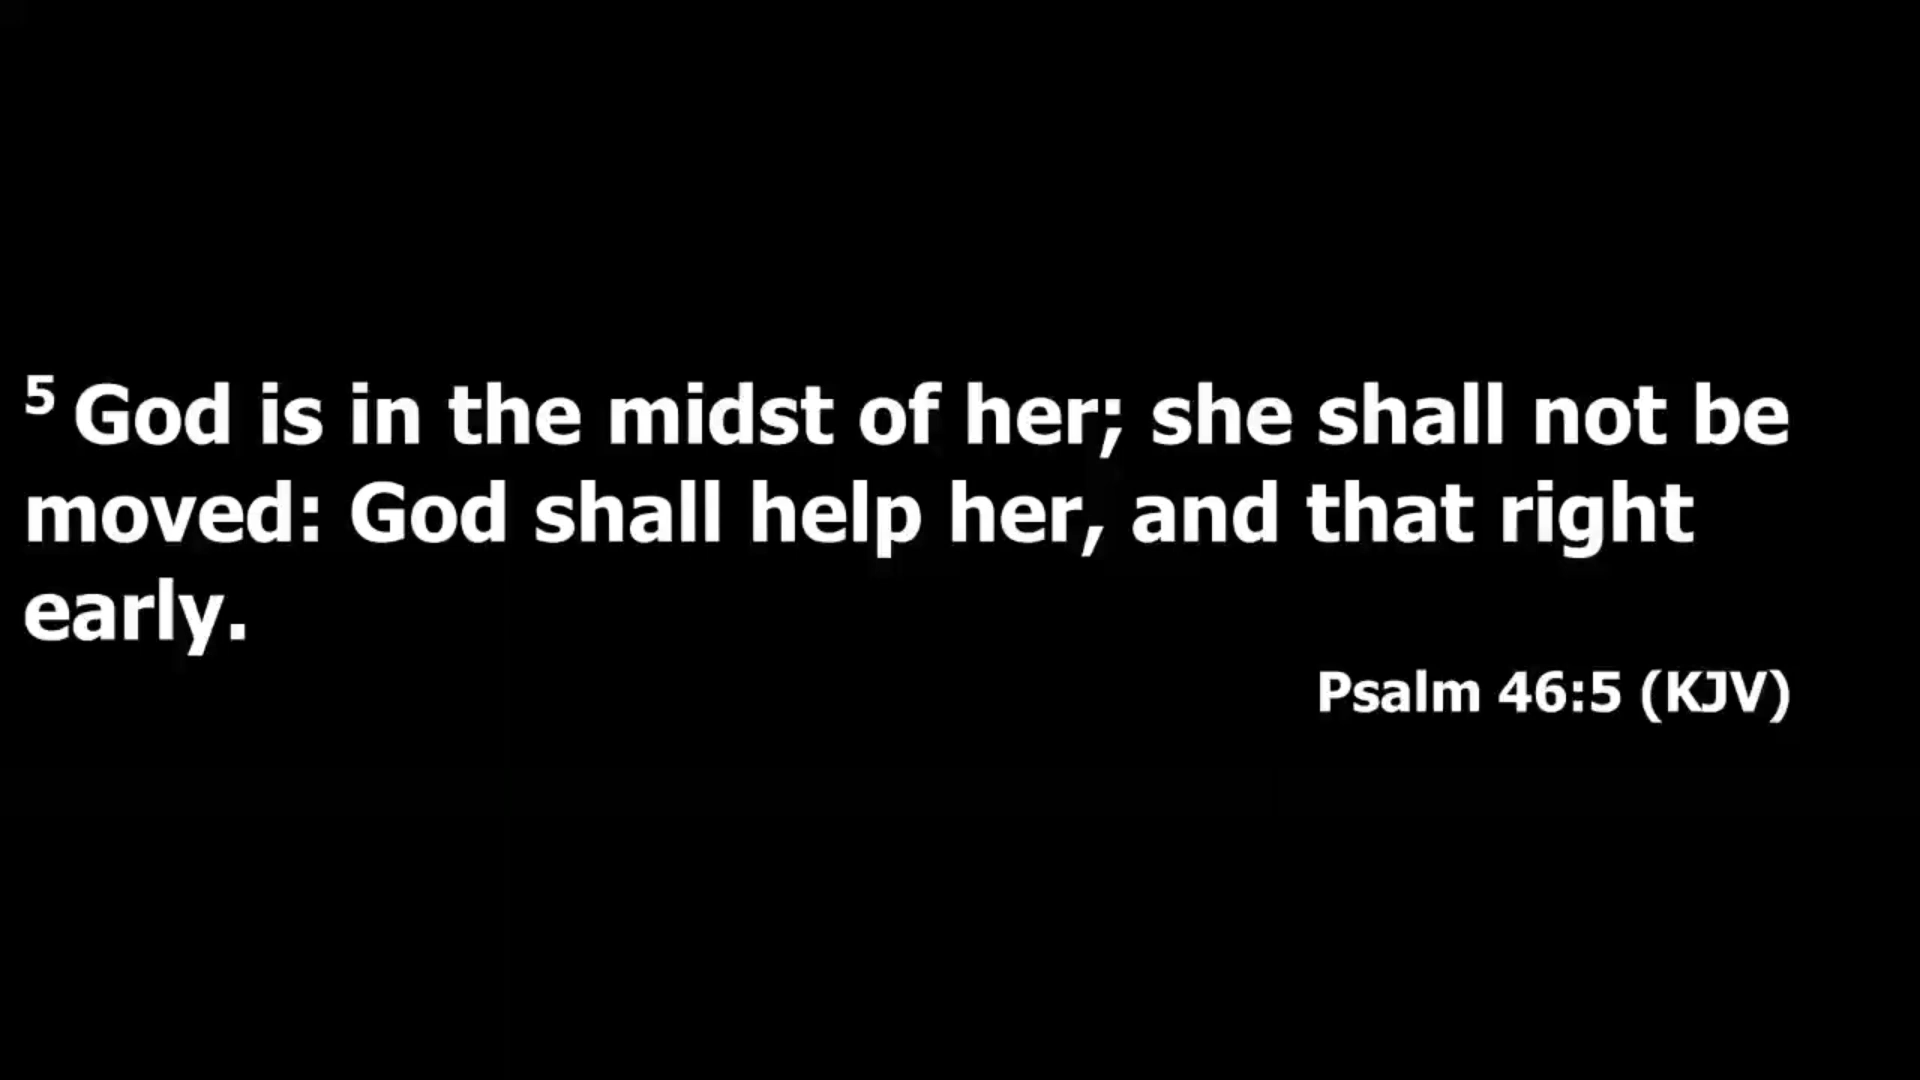 5 God is in the midst of her; she shall not be
moved: God shall help her, and that right
early.
Psalm 46:5 (KJV)